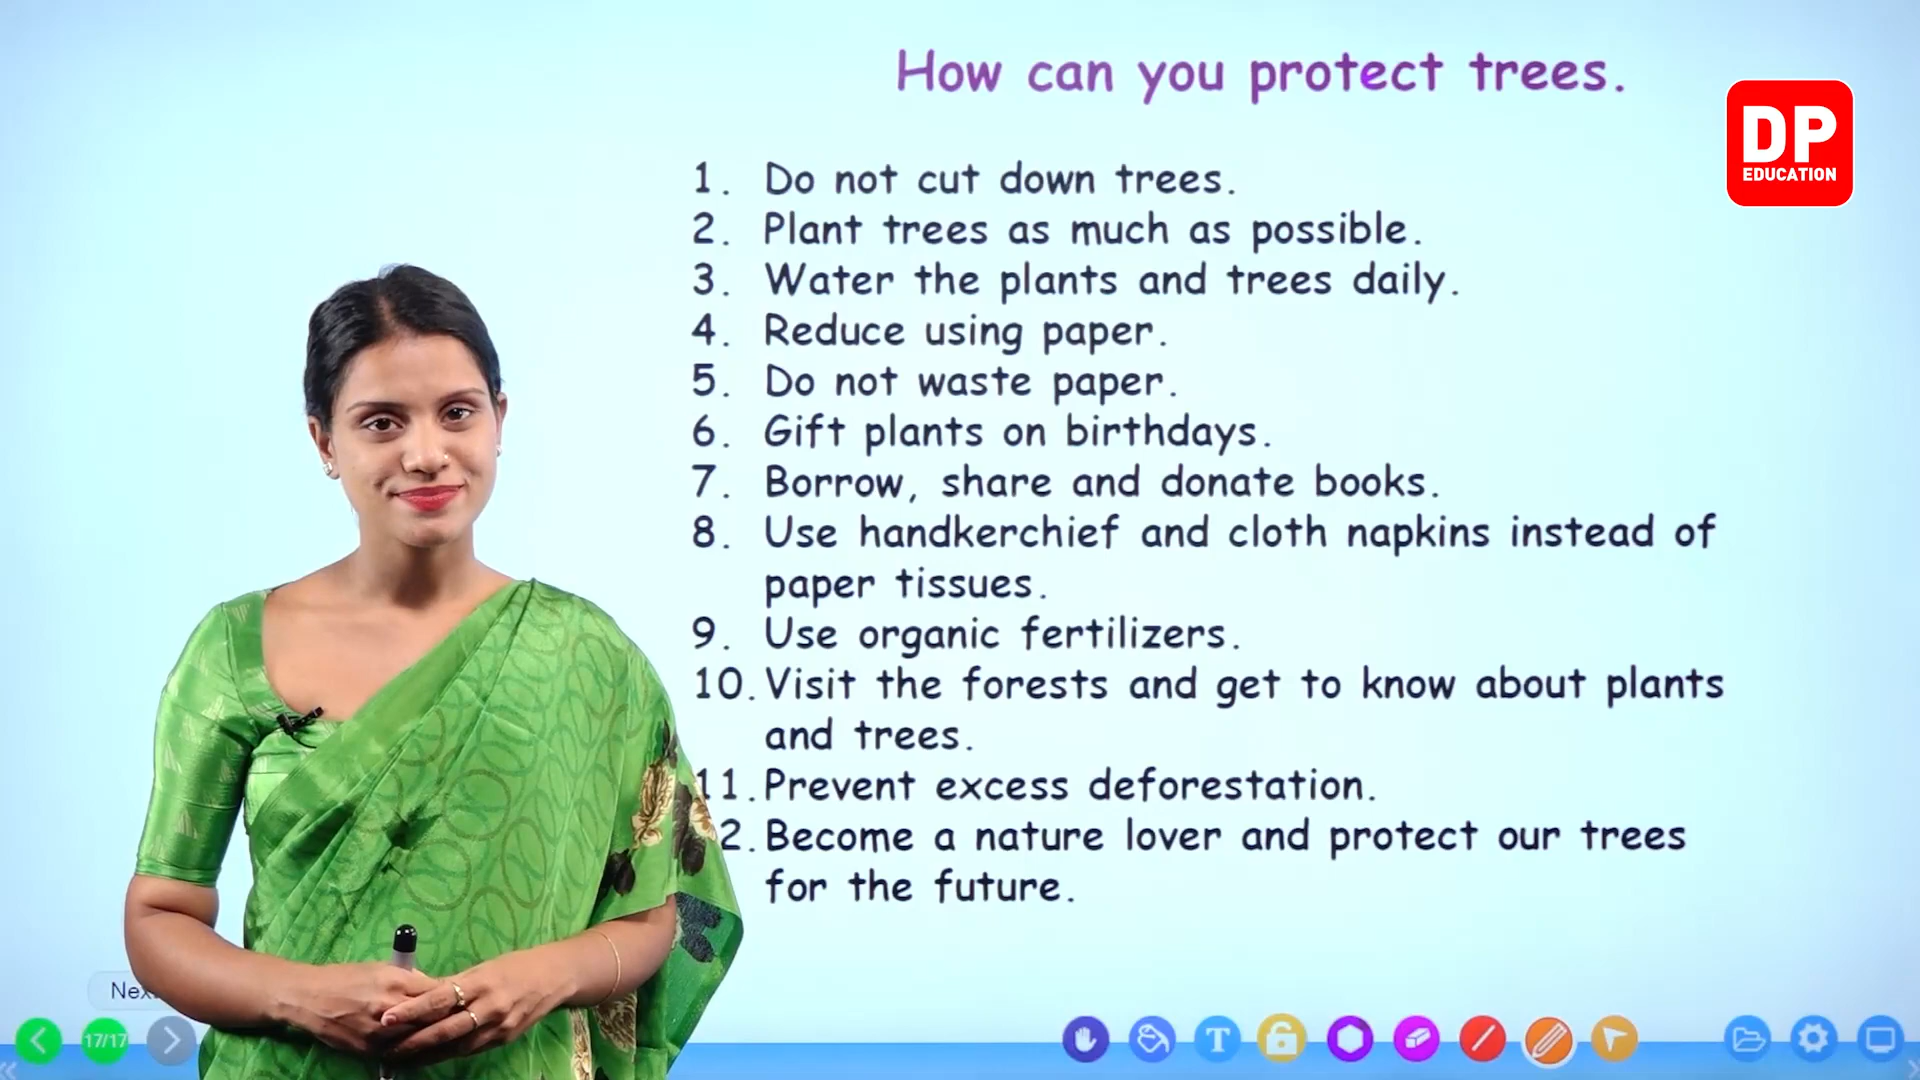 How can you protect trees.
DP
EDUCATION
1. Do not cut down trees.
2. Plant trees as much as possible.
3. Water the plants and trees daily.
4. Reduce using paper.
5. Do not waste paper.
6. Gift plants on birthdays.
7. Borrow, share and donate books.
8. Use handkerchief and cloth napkins instead of
paper tissues.
9. Use organic fertilizers.
10. Visit the forests and get to know about plants
and trees.
11. Prevent excess deforestation.
2. Become a nature lover and protect our trees
for the future.
17/17
T